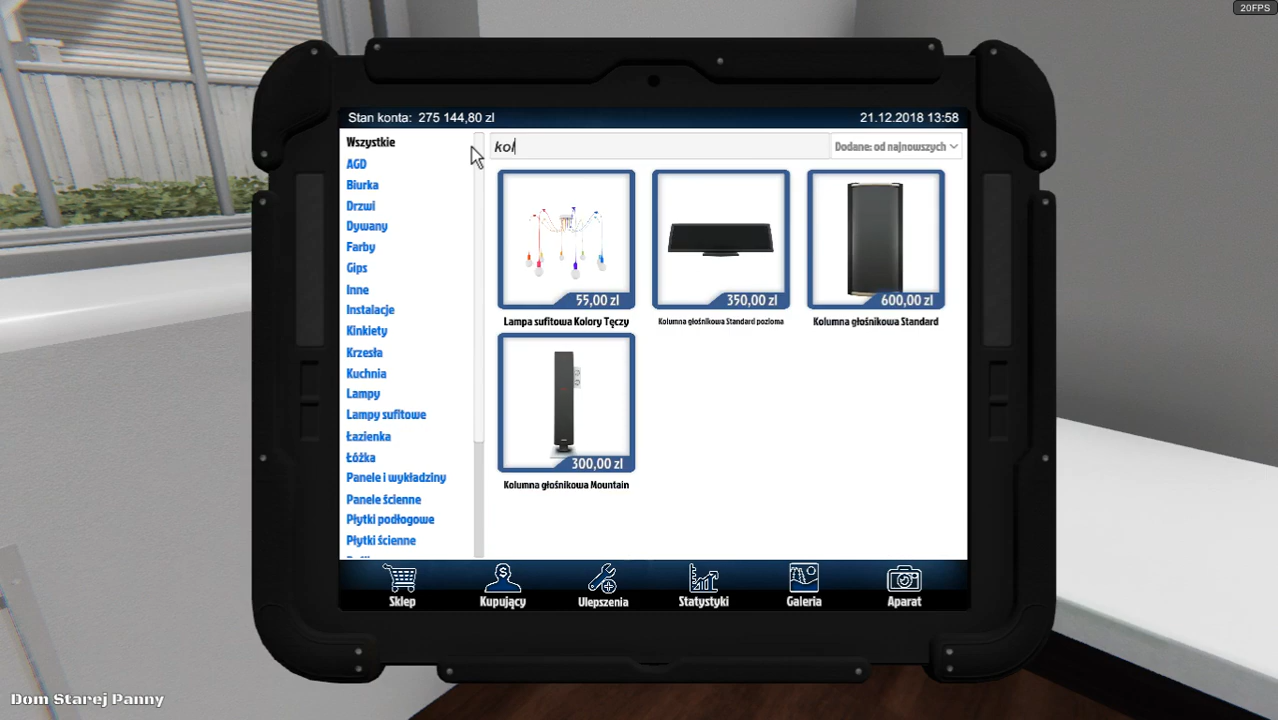 20FPS
Stan konta: 275 144,80 zł
21.12.2018 13:58
Wszystkie
AGD
Biurka
Drzwi
Dywany
Farby
Gips
Inne
Instalacje
Kinkiety
Krzesła
Kuchnia
Lampy
Lampy sufitowe
Łazienka
Łóżka
Panele i wykładziny
Panele ścienne
Płytki podłogowe
Płytki ścienne
kol
Dodane: od najnowszych
55,00 zl
350,00 zl
600,00 zl
Lampa sufitowa Kolory Tęczy
Kolumna głośnikowa Standard pozioma
Kolumna głośnikowa Standard
300,00 zl
Kolumna głośnikowa Mountain
Sklep
Kupujący
Ulepszenia
Statystyki
Galeria
Aparat
Dom Starej Panny